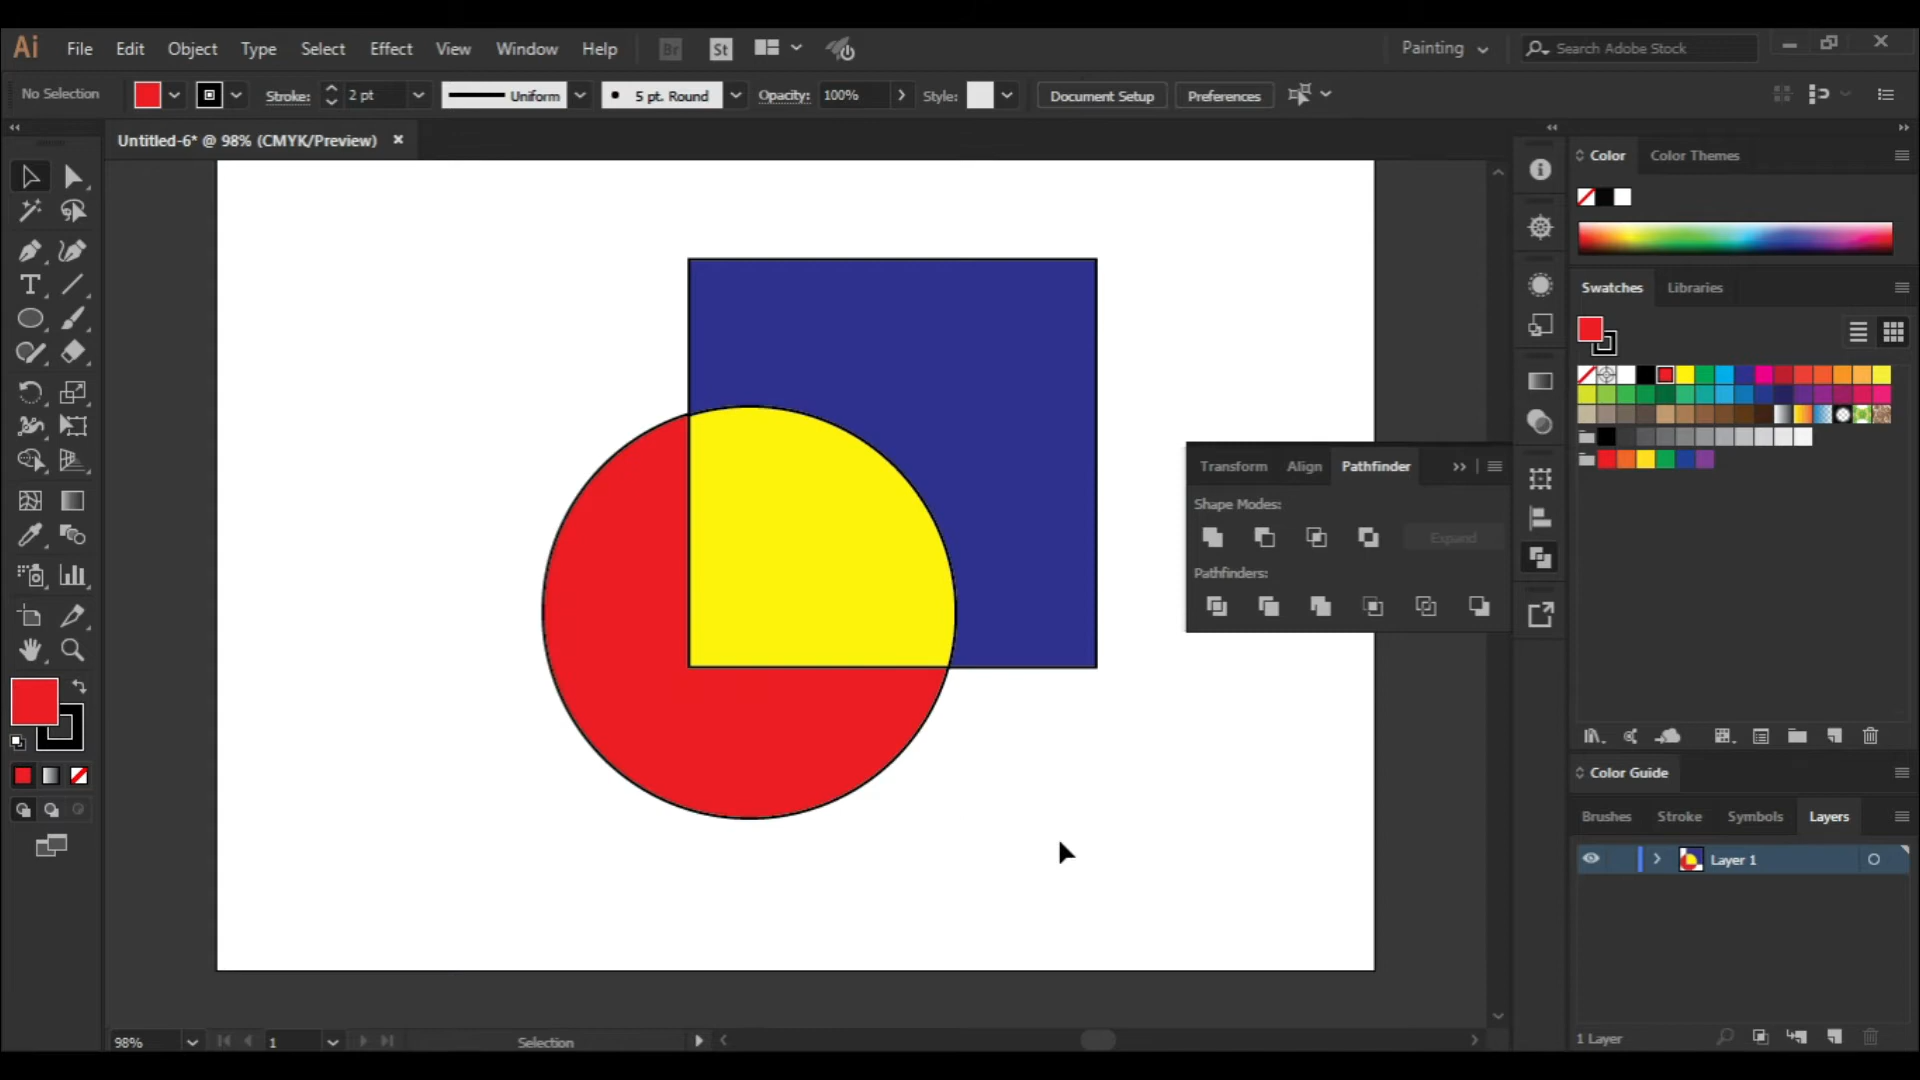 Ai File Edit Object Type Select Effect View Window Help Br St Painting Search Adobe Stock
No Selection Stroke: 2 pt Uniform 5 pt. Round Opacity: 100% Style: Document Setup Preferences
Untitled-6* @ 98% (CMYK/Preview)
Color Color Themes
Swatches Libraries
Transform Align Pathfinder
Shape Modes:
Expand
Pathfinders:
Color Guide
Brushes Stroke Symbols Layers
Layer 1
1 Layer
98% 1 Selection